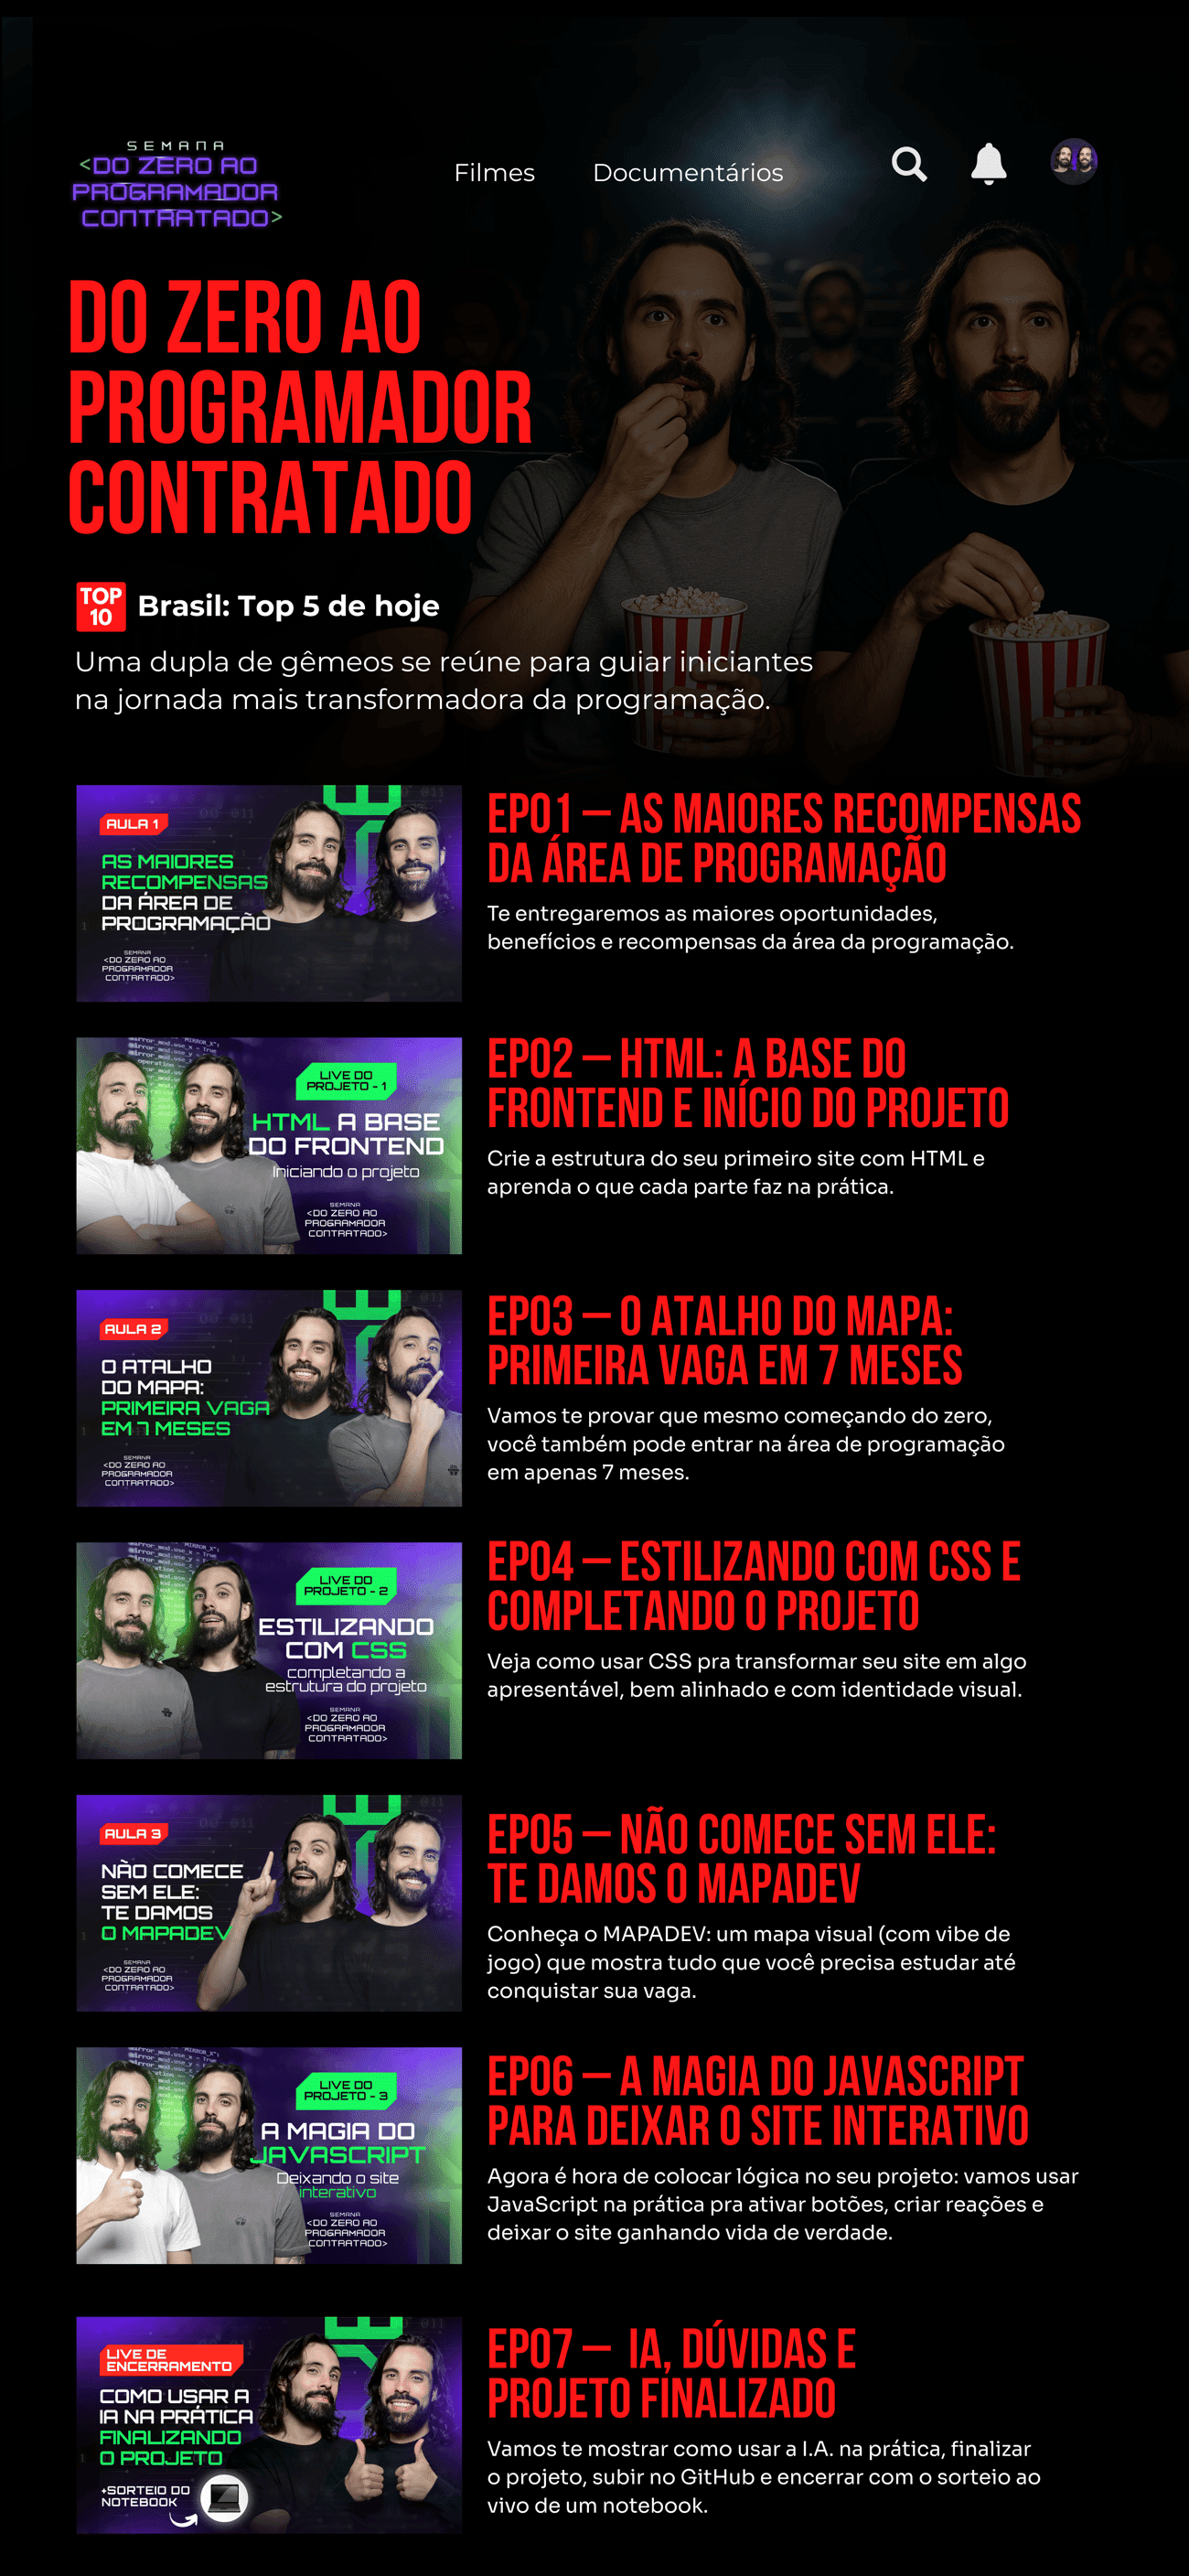 SEMANA
<DO ZERO AO
PROGRAMADOR
CONTRATADO>
Filmes
Documentários
DO ZERO AO
PROGRAMADOR
CONTRATADO
TOP
10
Brasil: Top 5 de hoje
Uma dupla de gêmeos se reúne para guiar iniciantes
na jornada mais transformadora da programação.
AULA 1
AS MAIORES
RECOMPENSAS
DA ÁREA DE
PROGRAMAÇÃO
SEMANA
<DO ZERO AO
PROGRAMADOR
CONTRATADO>
EP01 – AS MAIORES RECOMPENSAS
DA ÁREA DE PROGRAMAÇÃO
Te entregaremos as maiores oportunidades,
benefícios e recompensas da área da programação.
LIVE DO
PROJETO - 1
HTML A BASE
DO FRONTEND
Iniciando o projeto
SEMANA
<DO ZERO AO
PROGRAMADOR
CONTRATADO>
EP02 – HTML: A BASE DO
FRONTEND E INÍCIO DO PROJETO
Crie a estrutura do seu primeiro site com HTML e
aprenda o que cada parte faz na prática.
AULA 2
O ATALHO
DO MAPA:
PRIMEIRA VAGA
EM 7 MESES
SEMANA
<DO ZERO AO
PROGRAMADOR
CONTRATADO>
EP03 – O ATALHO DO MAPA:
PRIMEIRA VAGA EM 7 MESES
Vamos te provar que mesmo começando do zero,
você também pode entrar na área de programação
em apenas 7 meses.
LIVE DO
PROJETO - 2
ESTILIZANDO
COM CSS
completando a
estrutura do projeto
SEMANA
<DO ZERO AO
PROGRAMADOR
CONTRATADO>
EP04 – ESTILIZANDO COM CSS E
COMPLETANDO O PROJETO
Veja como usar CSS pra transformar seu site em algo
apresentável, bem alinhado e com identidade visual.
AULA 3
NÃO COMECE
SEM ELE:
TE DAMOS
O MAPADEV
SEMANA
<DO ZERO AO
PROGRAMADOR
CONTRATADO>
EP05 – NÃO COMECE SEM ELE:
TE DAMOS O MAPADEV
Conheça o MAPADEV: um mapa visual (com vibe de
jogo) que mostra tudo que você precisa estudar até
conquistar sua vaga.
LIVE DO
PROJETO - 3
A MAGIA DO
JAVASCRIPT
Deixando o site
interativo
SEMANA
<DO ZERO AO
PROGRAMADOR
CONTRATADO>
EP06 – A MAGIA DO JAVASCRIPT
PARA DEIXAR O SITE INTERATIVO
Agora é hora de colocar lógica no seu projeto: vamos usar
JavaScript na prática pra ativar botões, criar reações e
deixar o site ganhando vida de verdade.
LIVE DE
ENCERRAMENTO
COMO USAR A
IA NA PRÁTICA
FINALIZANDO
O PROJETO
+SORTEIO DO
NOTEBOOK
EP07 – IA, DÚVIDAS E
PROJETO FINALIZADO
Vamos te mostrar como usar a I.A. na prática, finalizar
o projeto, subir no GitHub e encerrar com o sorteio ao
vivo de um notebook.